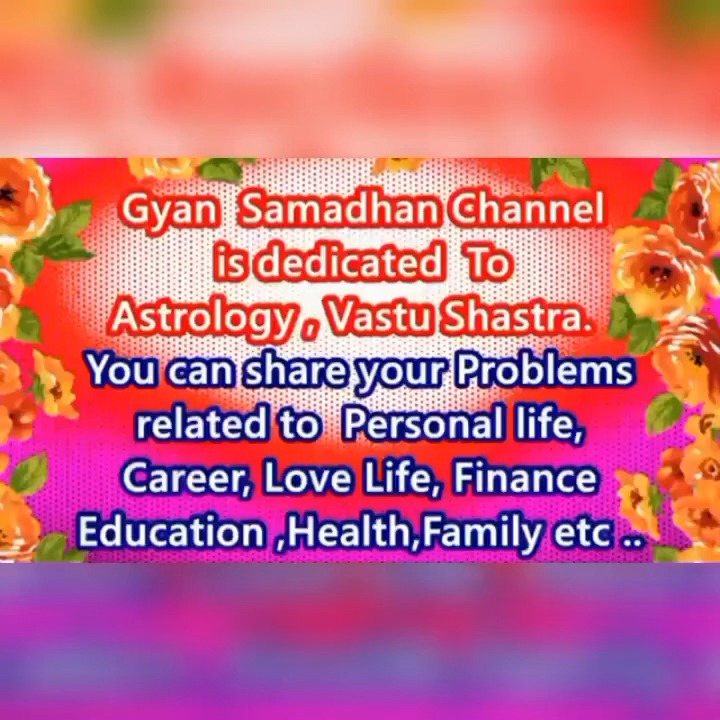 Gyan Samadhan Channel
is dedicated To
Astrology , Vastu Shastra.
You can share your Problems
related to Personal life,
Career, Love Life, Finance
Education ,Health,Family etc ..